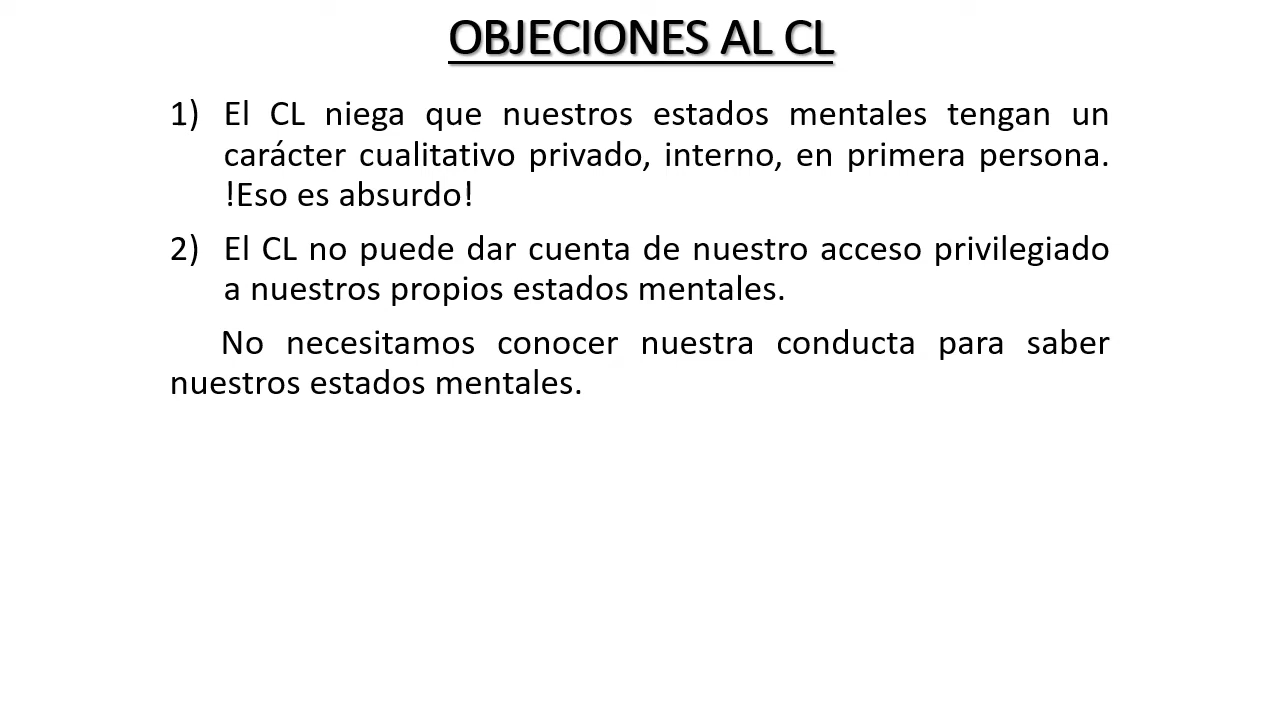 OBJECIONES AL CL
1) El CL niega que nuestros estados mentales tengan un
carácter cualitativo privado, interno, en primera persona.
!Eso es absurdo!
2) El CL no puede dar cuenta de nuestro acceso privilegiado
a nuestros propios estados mentales.
No necesitamos conocer nuestra conducta para saber
nuestros estados mentales.